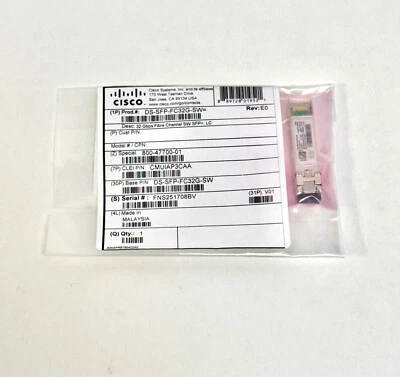 CISCO
Cisco Systems, Inc. and its affiliates
170 West Tasman Drive
San Jose, CA 95134 USA
www.cisco.com/go/contacts
(1P) Prod.#: DS-SFP-FC32G-SW=
Rev:E0
Desc: 32 Gbps Fibre Channel SW SFP+, LC
(P) Cust P/N:
Model # / CPN:
(Z) Special 800-47700-01
(7P) CLEI P/N: CMUIAP3CAA
(30P) Base P/N: DS-SFP-FC32G-SW
(S) Serial # : FNS251708BV
(31P) V01
(4L) Made In
MALAYSIA
(Q) Qty.: 1